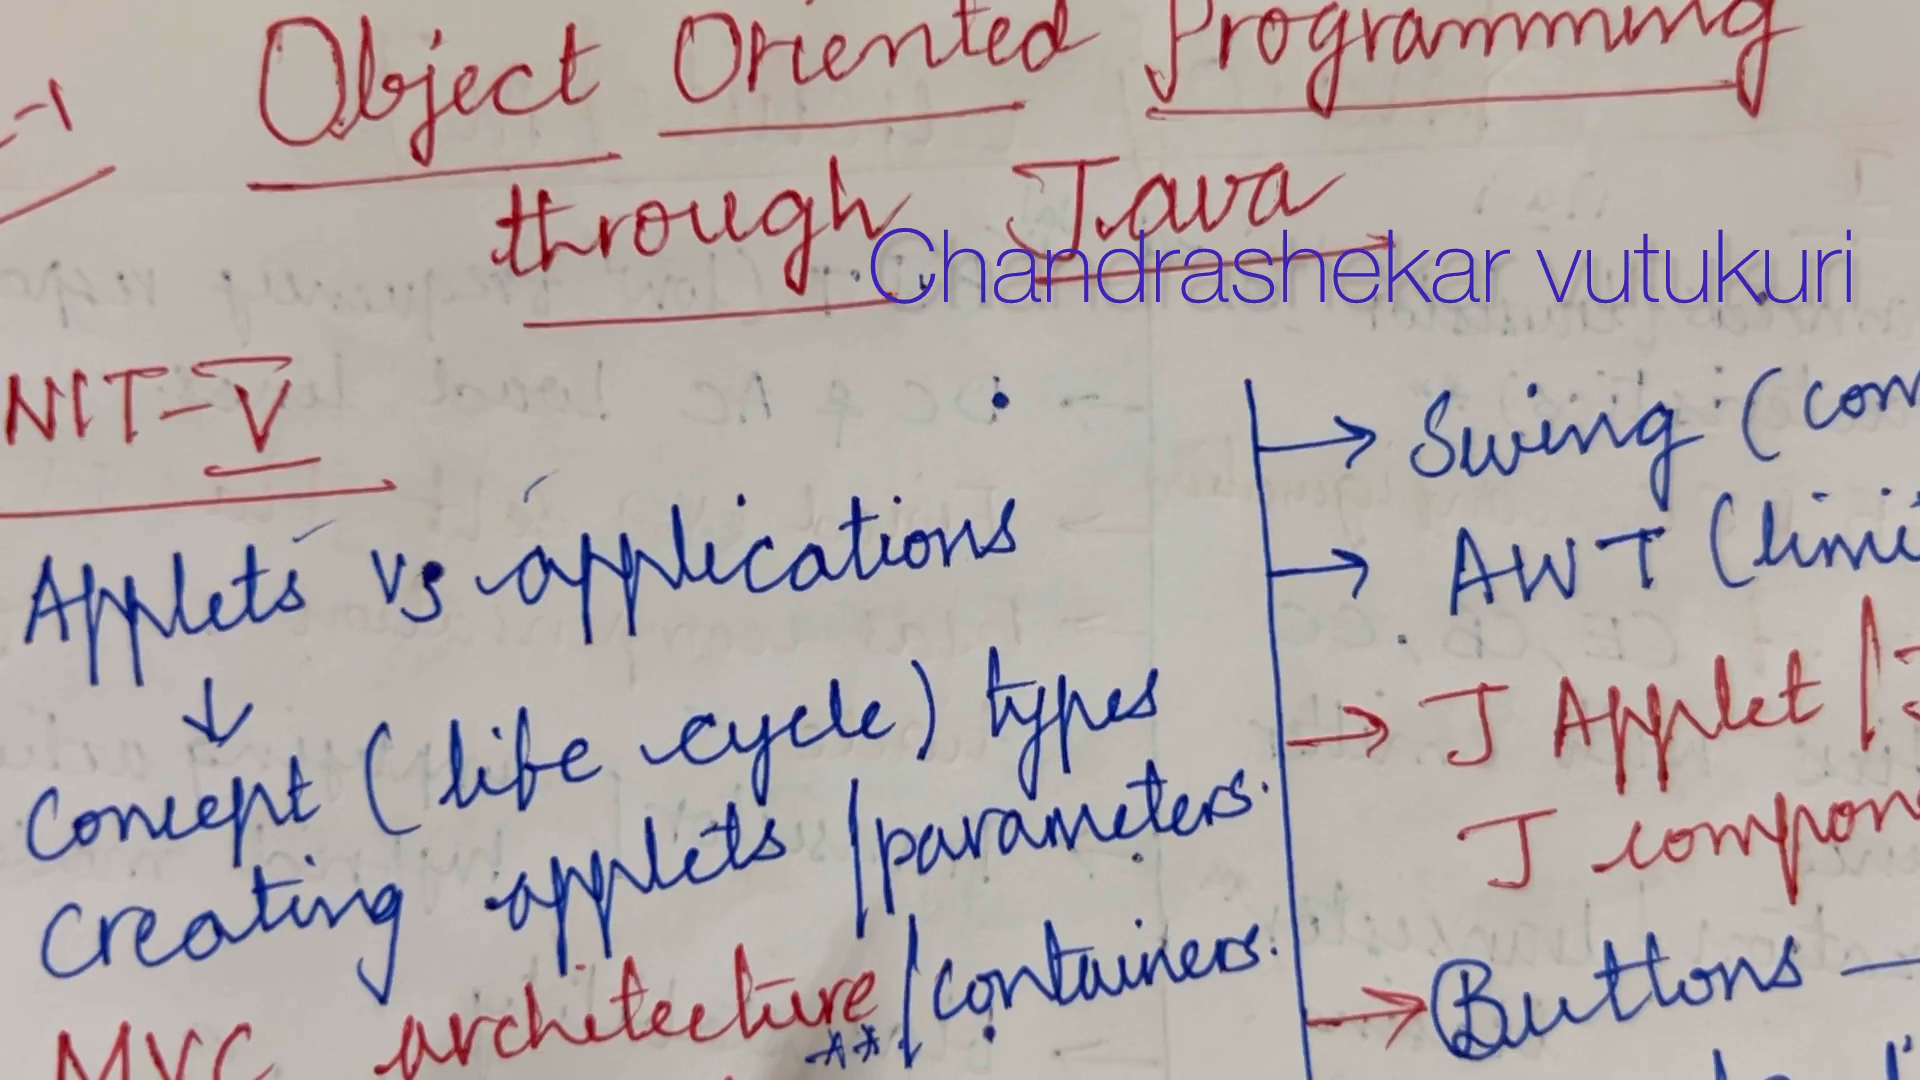 Object Oriented Programming
through Java
Chandrashekar vutukuri
NIT-V
Applets vs applications
↓
Concept (life cycle) types
creating applets / parameters.
MVC architecture / containers.
**
→ Swing (com
→ AWT (limi
→ J Applet /
J compon
→ Buttons —